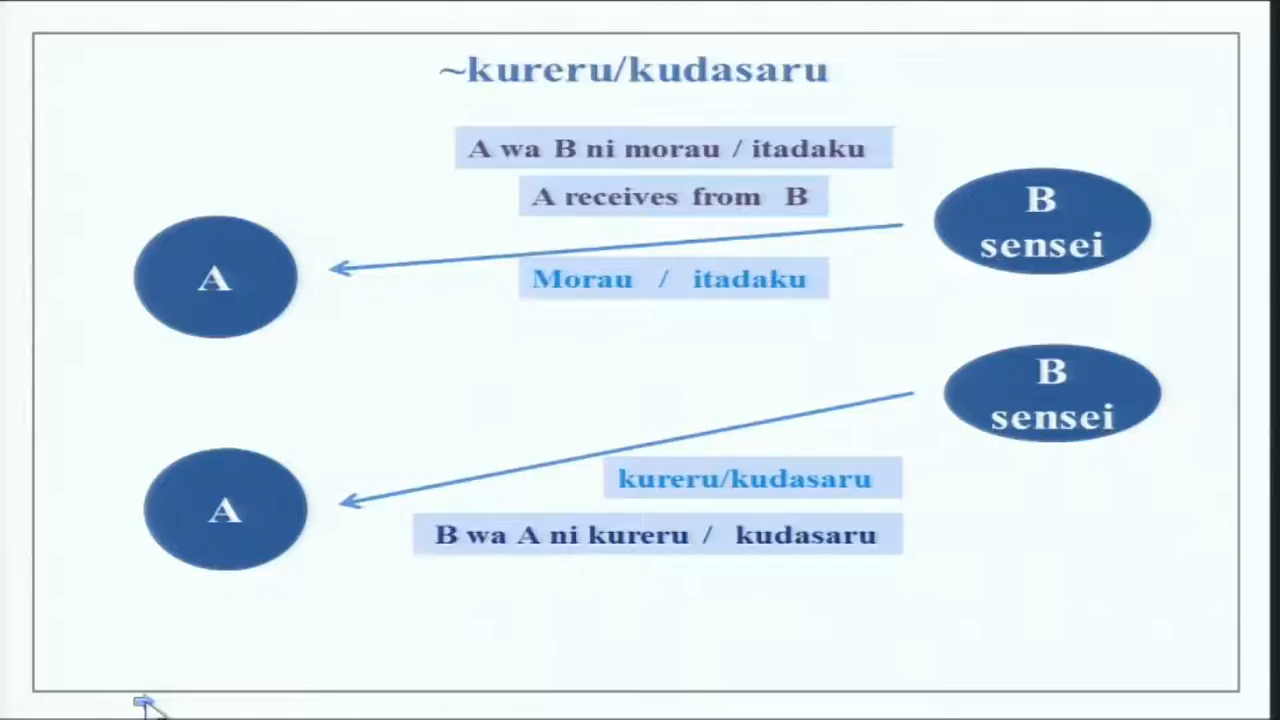 ~kureru/kudasaru
A wa B ni morau / itadaku
A receives from B
B
sensei
A
Morau / itadaku
B
sensei
kureru/kudasaru
A
B wa A ni kureru / kudasaru